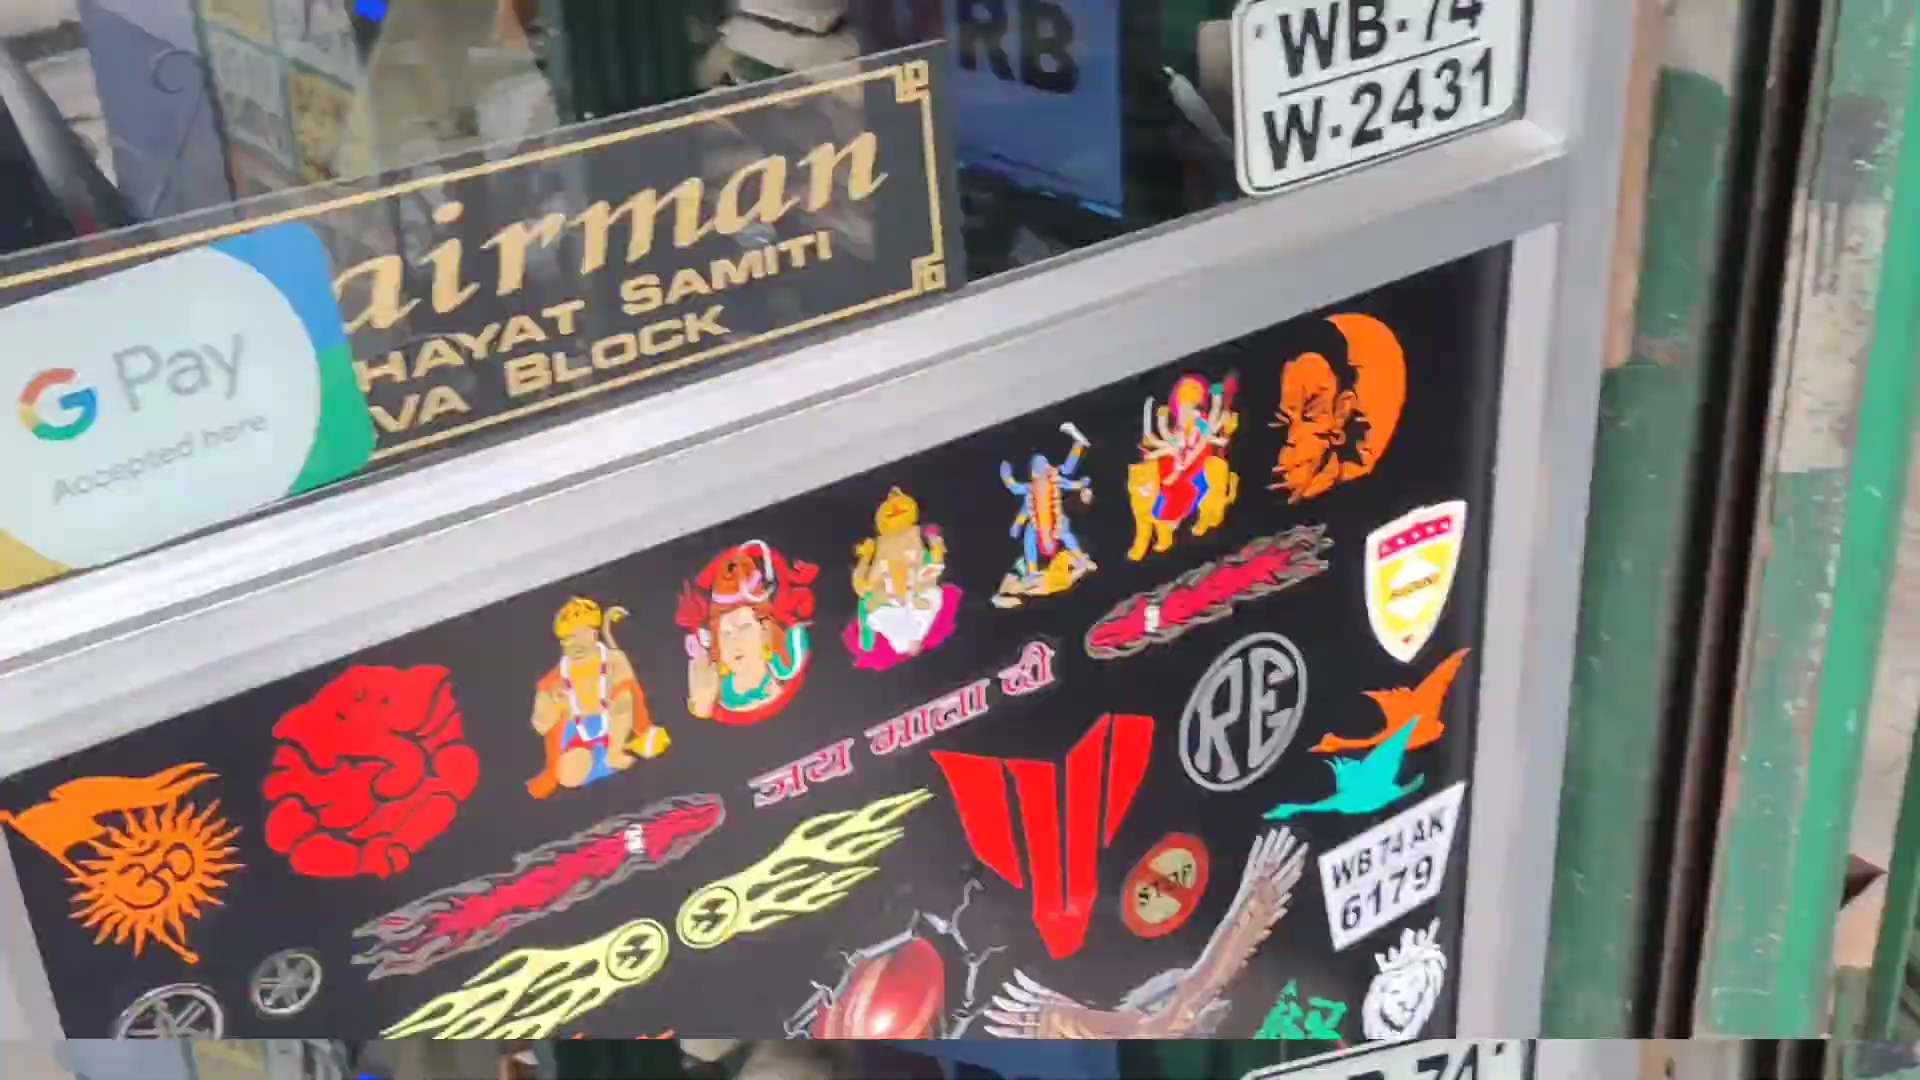 RB
WB-74
W-2431
airman
HAYAT SAMITI
VA BLOCK
G Pay
Accepted here
जय माता दी
RE
STOP
WB 74 AK
6179
ॐ